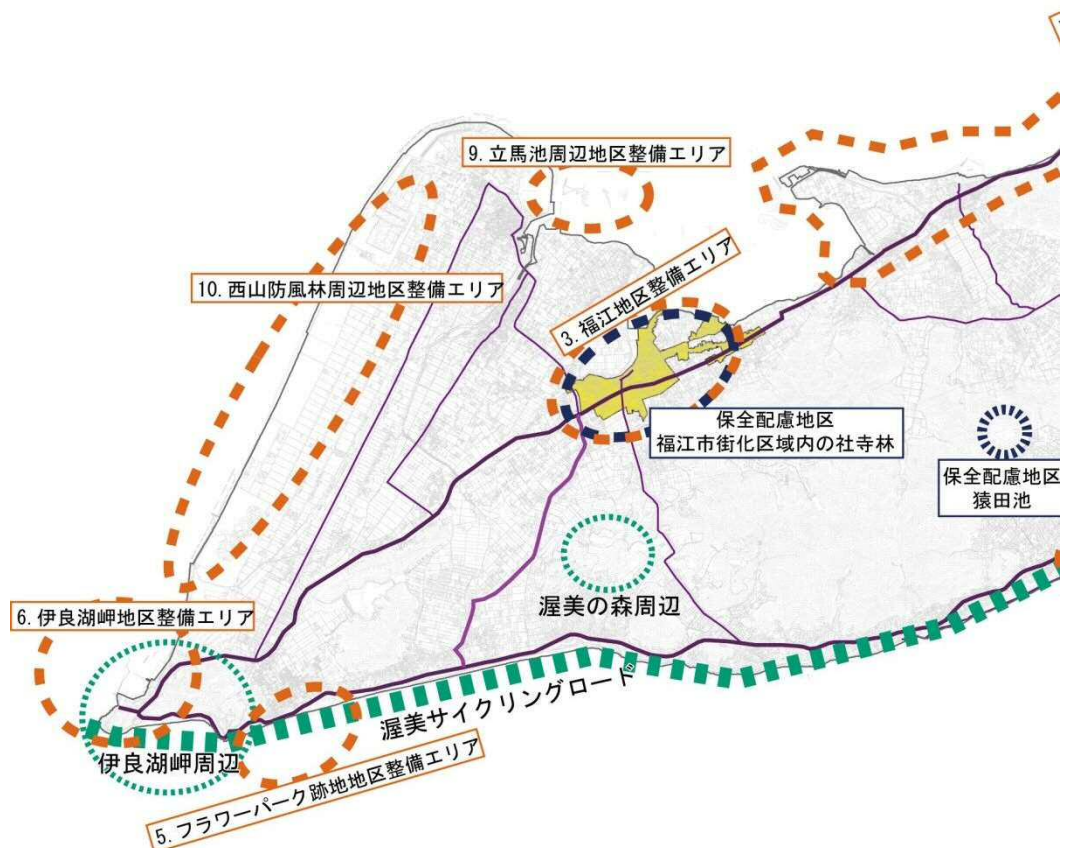 9. 立馬池周辺地区整備エリア
10. 西山防風林周辺地区整備エリア
3. 福江地区整備エリア
保全配慮地区
福江市街化区域内の社寺林
保全配慮地区
猿田池
渥美の森周辺
6. 伊良湖岬地区整備エリア
渥美サイクリングロード
伊良湖岬周辺
5. フラワーパーク跡地地区整備エリア